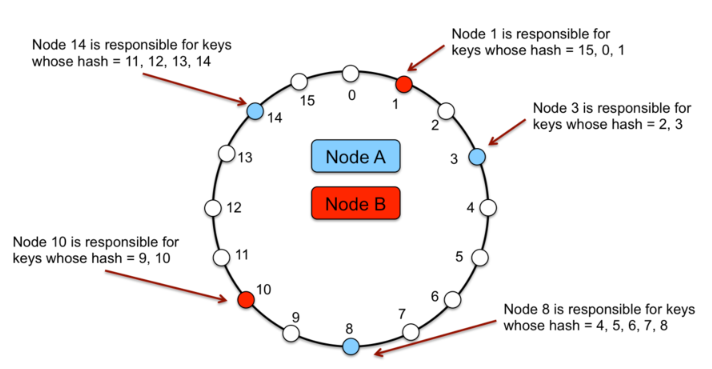 Node 1 is responsible for
keys whose hash = 15, 0, 1
Node 14 is responsible for keys
whose hash = 11, 12, 13, 14
15
0
1
14
2
Node 3 is responsible for
keys whose hash = 2, 3
13
Node A
3
12
Node B
4
Node 10 is responsible for
keys whose hash = 9, 10
11
5
10
6
9
8
7
Node 8 is responsible for keys
whose hash = 4, 5, 6, 7, 8